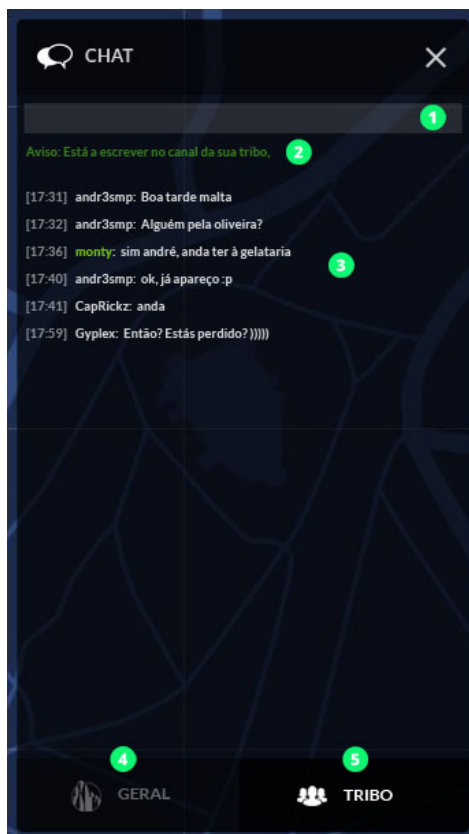 CHAT
1
Aviso: Está a escrever no canal da sua tribo,
2
[17:31] andr3smp: Boa tarde malta
[17:32] andr3smp: Alguém pela oliveira?
[17:36] monty: sim andré, anda ter à gelataria
3
[17:40] andr3smp: ok, já apareço :p
[17:41] CapRickz: anda
[17:59] Gyplex: Então? Estás perdido? )))))
4
5
GERAL
TRIBO